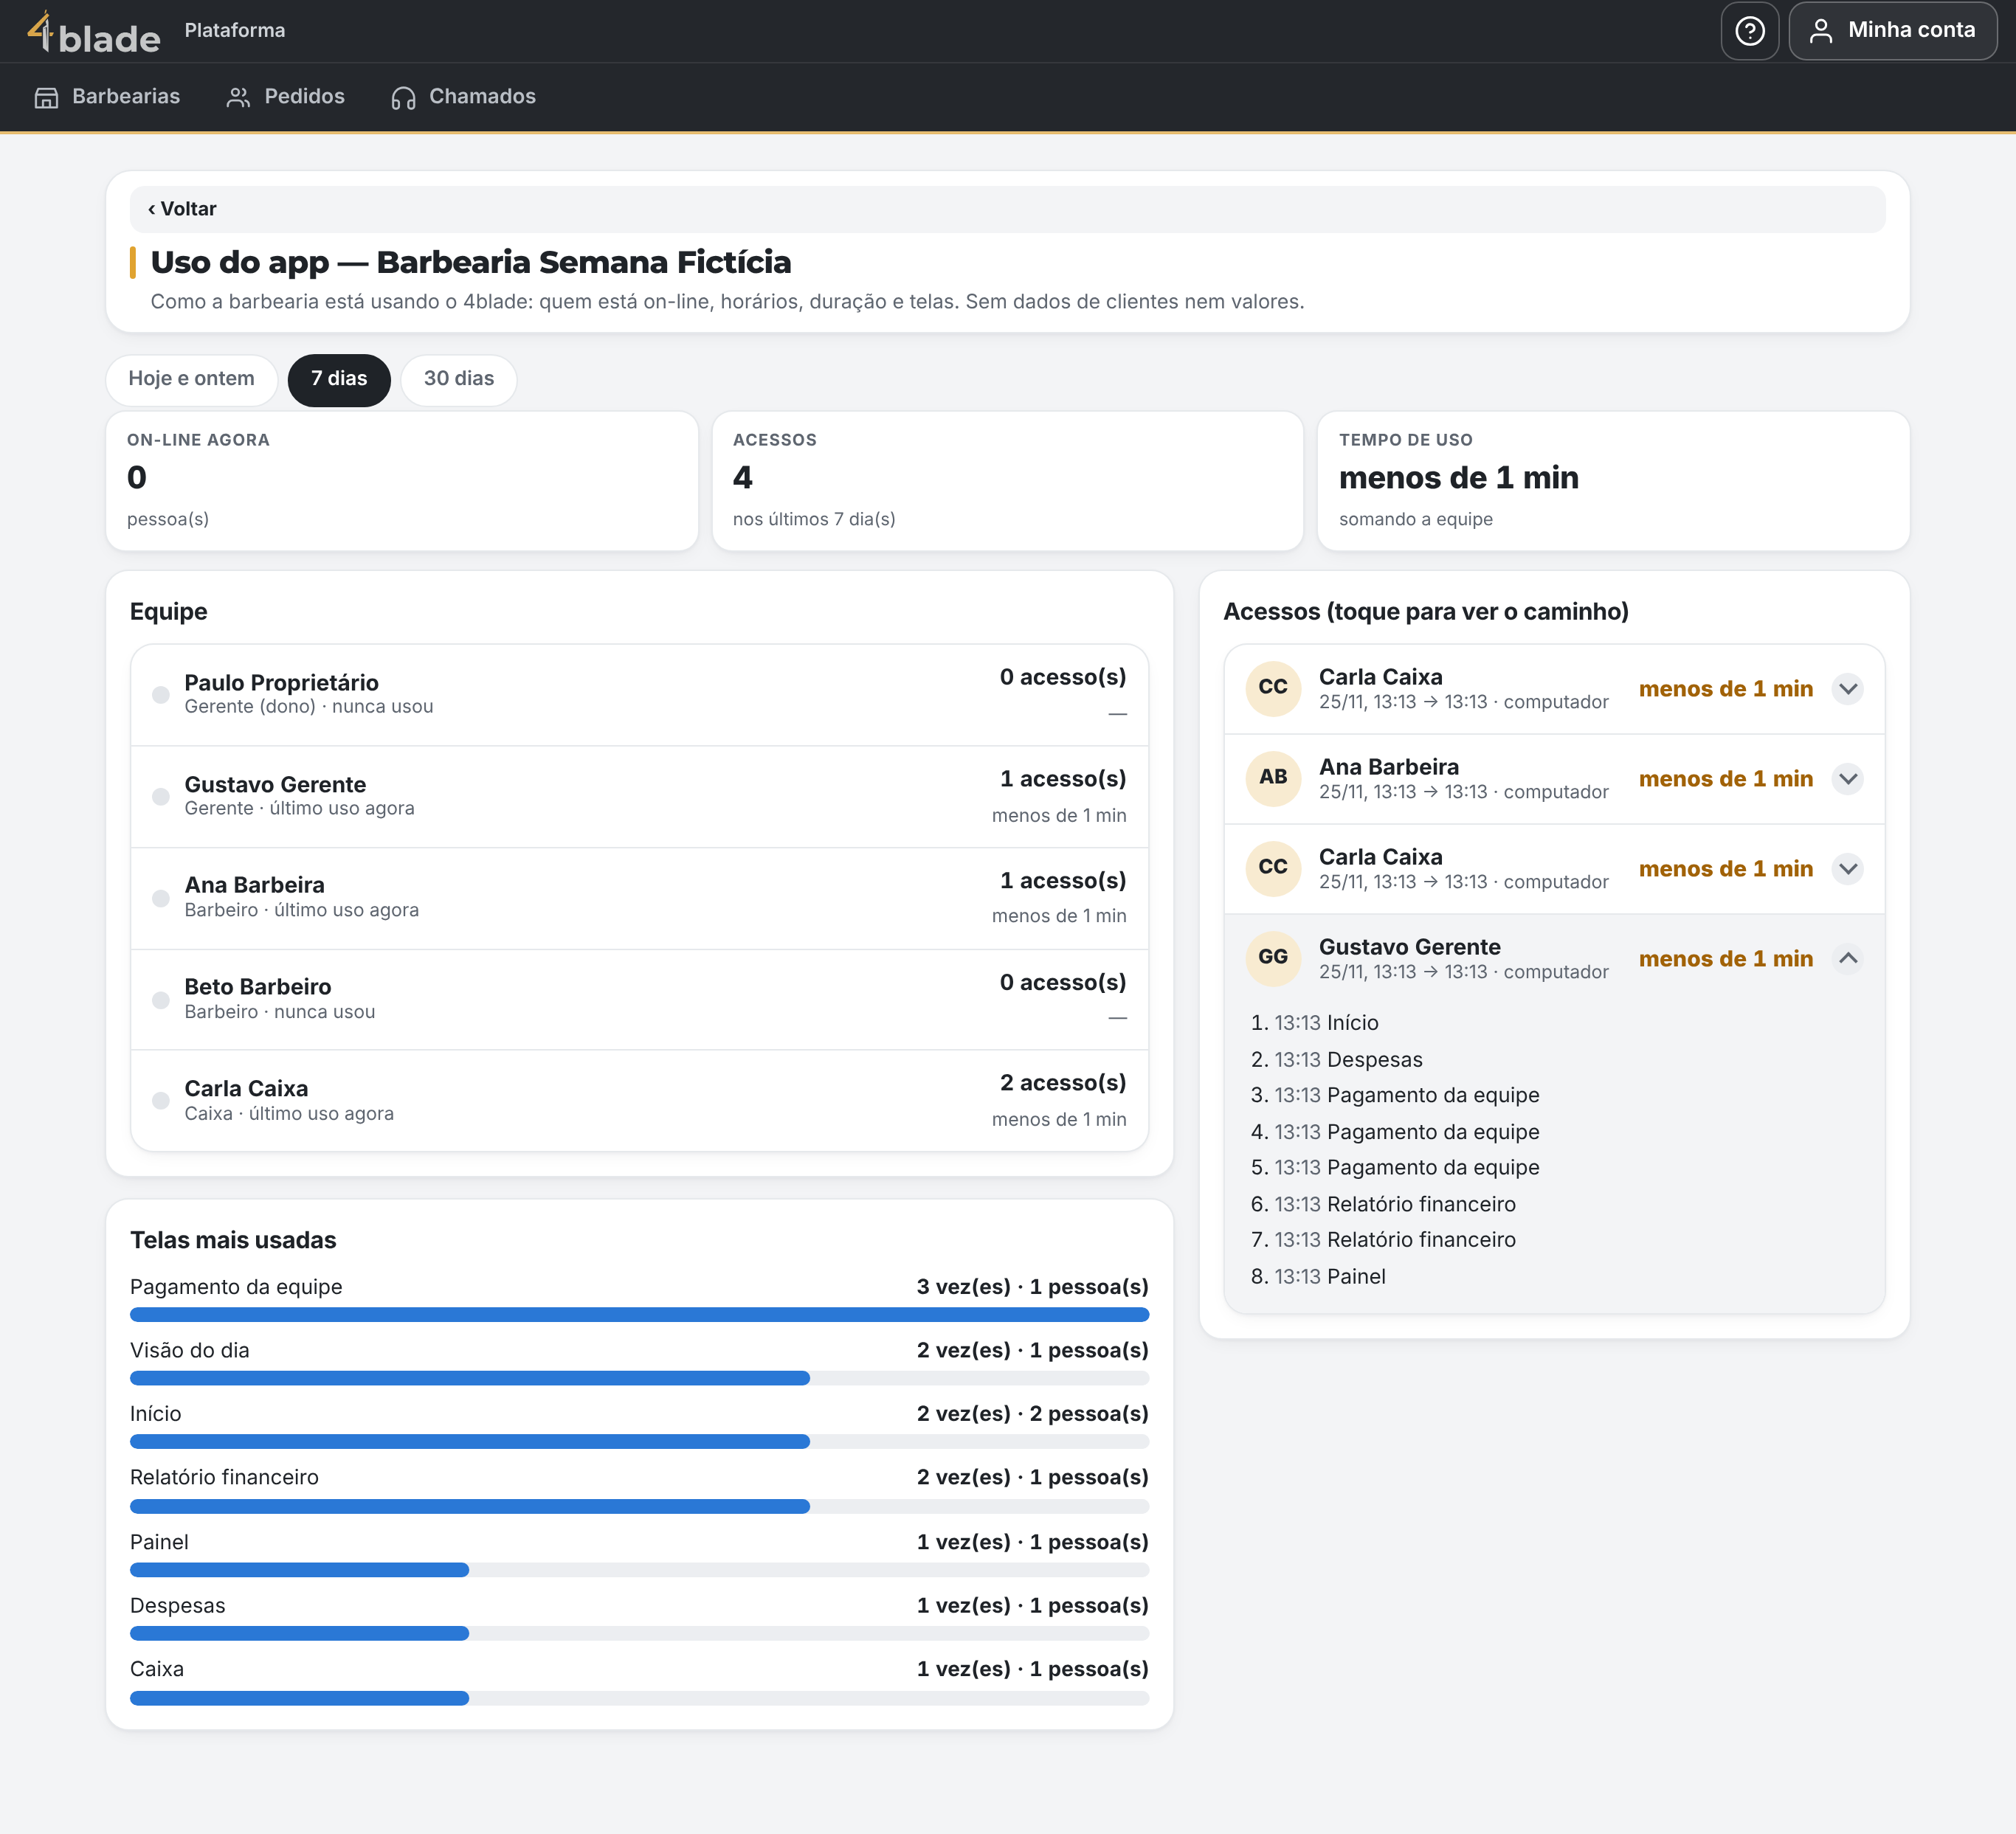 4blade Plataforma
Minha conta
Barbearias Pedidos Chamados
‹ Voltar
Uso do app — Barbearia Semana Fictícia
Como a barbearia está usando o 4blade: quem está on-line, horários, duração e telas. Sem dados de clientes nem valores.
Hoje e ontem 7 dias 30 dias
ON-LINE AGORA
0
pessoa(s)
ACESSOS
4
nos últimos 7 dia(s)
TEMPO DE USO
menos de 1 min
somando a equipe
Equipe
Paulo Proprietário 0 acesso(s)
Gerente (dono) · nunca usou —
Gustavo Gerente 1 acesso(s)
Gerente · último uso agora menos de 1 min
Ana Barbeira 1 acesso(s)
Barbeiro · último uso agora menos de 1 min
Beto Barbeiro 0 acesso(s)
Barbeiro · nunca usou —
Carla Caixa 2 acesso(s)
Caixa · último uso agora menos de 1 min
Telas mais usadas
Pagamento da equipe 3 vez(es) · 1 pessoa(s)
Visão do dia 2 vez(es) · 1 pessoa(s)
Início 2 vez(es) · 2 pessoa(s)
Relatório financeiro 2 vez(es) · 1 pessoa(s)
Painel 1 vez(es) · 1 pessoa(s)
Despesas 1 vez(es) · 1 pessoa(s)
Caixa 1 vez(es) · 1 pessoa(s)
Acessos (toque para ver o caminho)
CC Carla Caixa menos de 1 min
25/11, 13:13 → 13:13 · computador
AB Ana Barbeira menos de 1 min
25/11, 13:13 → 13:13 · computador
CC Carla Caixa menos de 1 min
25/11, 13:13 → 13:13 · computador
GG Gustavo Gerente menos de 1 min
25/11, 13:13 → 13:13 · computador
1. 13:13 Início
2. 13:13 Despesas
3. 13:13 Pagamento da equipe
4. 13:13 Pagamento da equipe
5. 13:13 Pagamento da equipe
6. 13:13 Relatório financeiro
7. 13:13 Relatório financeiro
8. 13:13 Painel